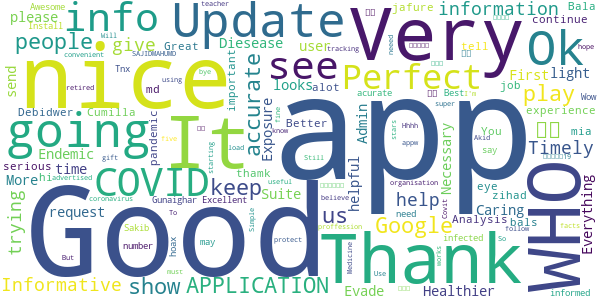 Awesome
Install
please
info
people
Update
give
Diesease
Great
Very
user
see
looks
alot
information
jafure
Bala
continue
hope
tell
ok
First
light
job
Wow
experience
play
Perfect
nice
send
Tnx
md
Important
accurate
Exposure
Better
know
Admin
Debidwer
Cumilla
going
It
app
Endemic
serious
time
pandemic
More
hi
COVID
keep
helpful
Necessary
You
say
Timely
mia
eye
zihad
Caring
bals
Everything
WHO
trying
request
Gunaighar
Excellent
thamk
Suite
us
help
need
Google
Analysis
infected
follow
Good
Sakib
number
hoax
may
To
But
Simple
protect
Medicine
believe
organisation
Thank
proffession
works
facts
informed
Informative
show
APPLICATION
must
Use
Evade
Healthier
SAJIDMAHUMO
Will
convenient
retired
using
bye
teacher
tracking
advertised
coronavirus
gift
load
starting
useful
Still
Hhhh
stars
super
Best
Akid
Covit
So
acurate